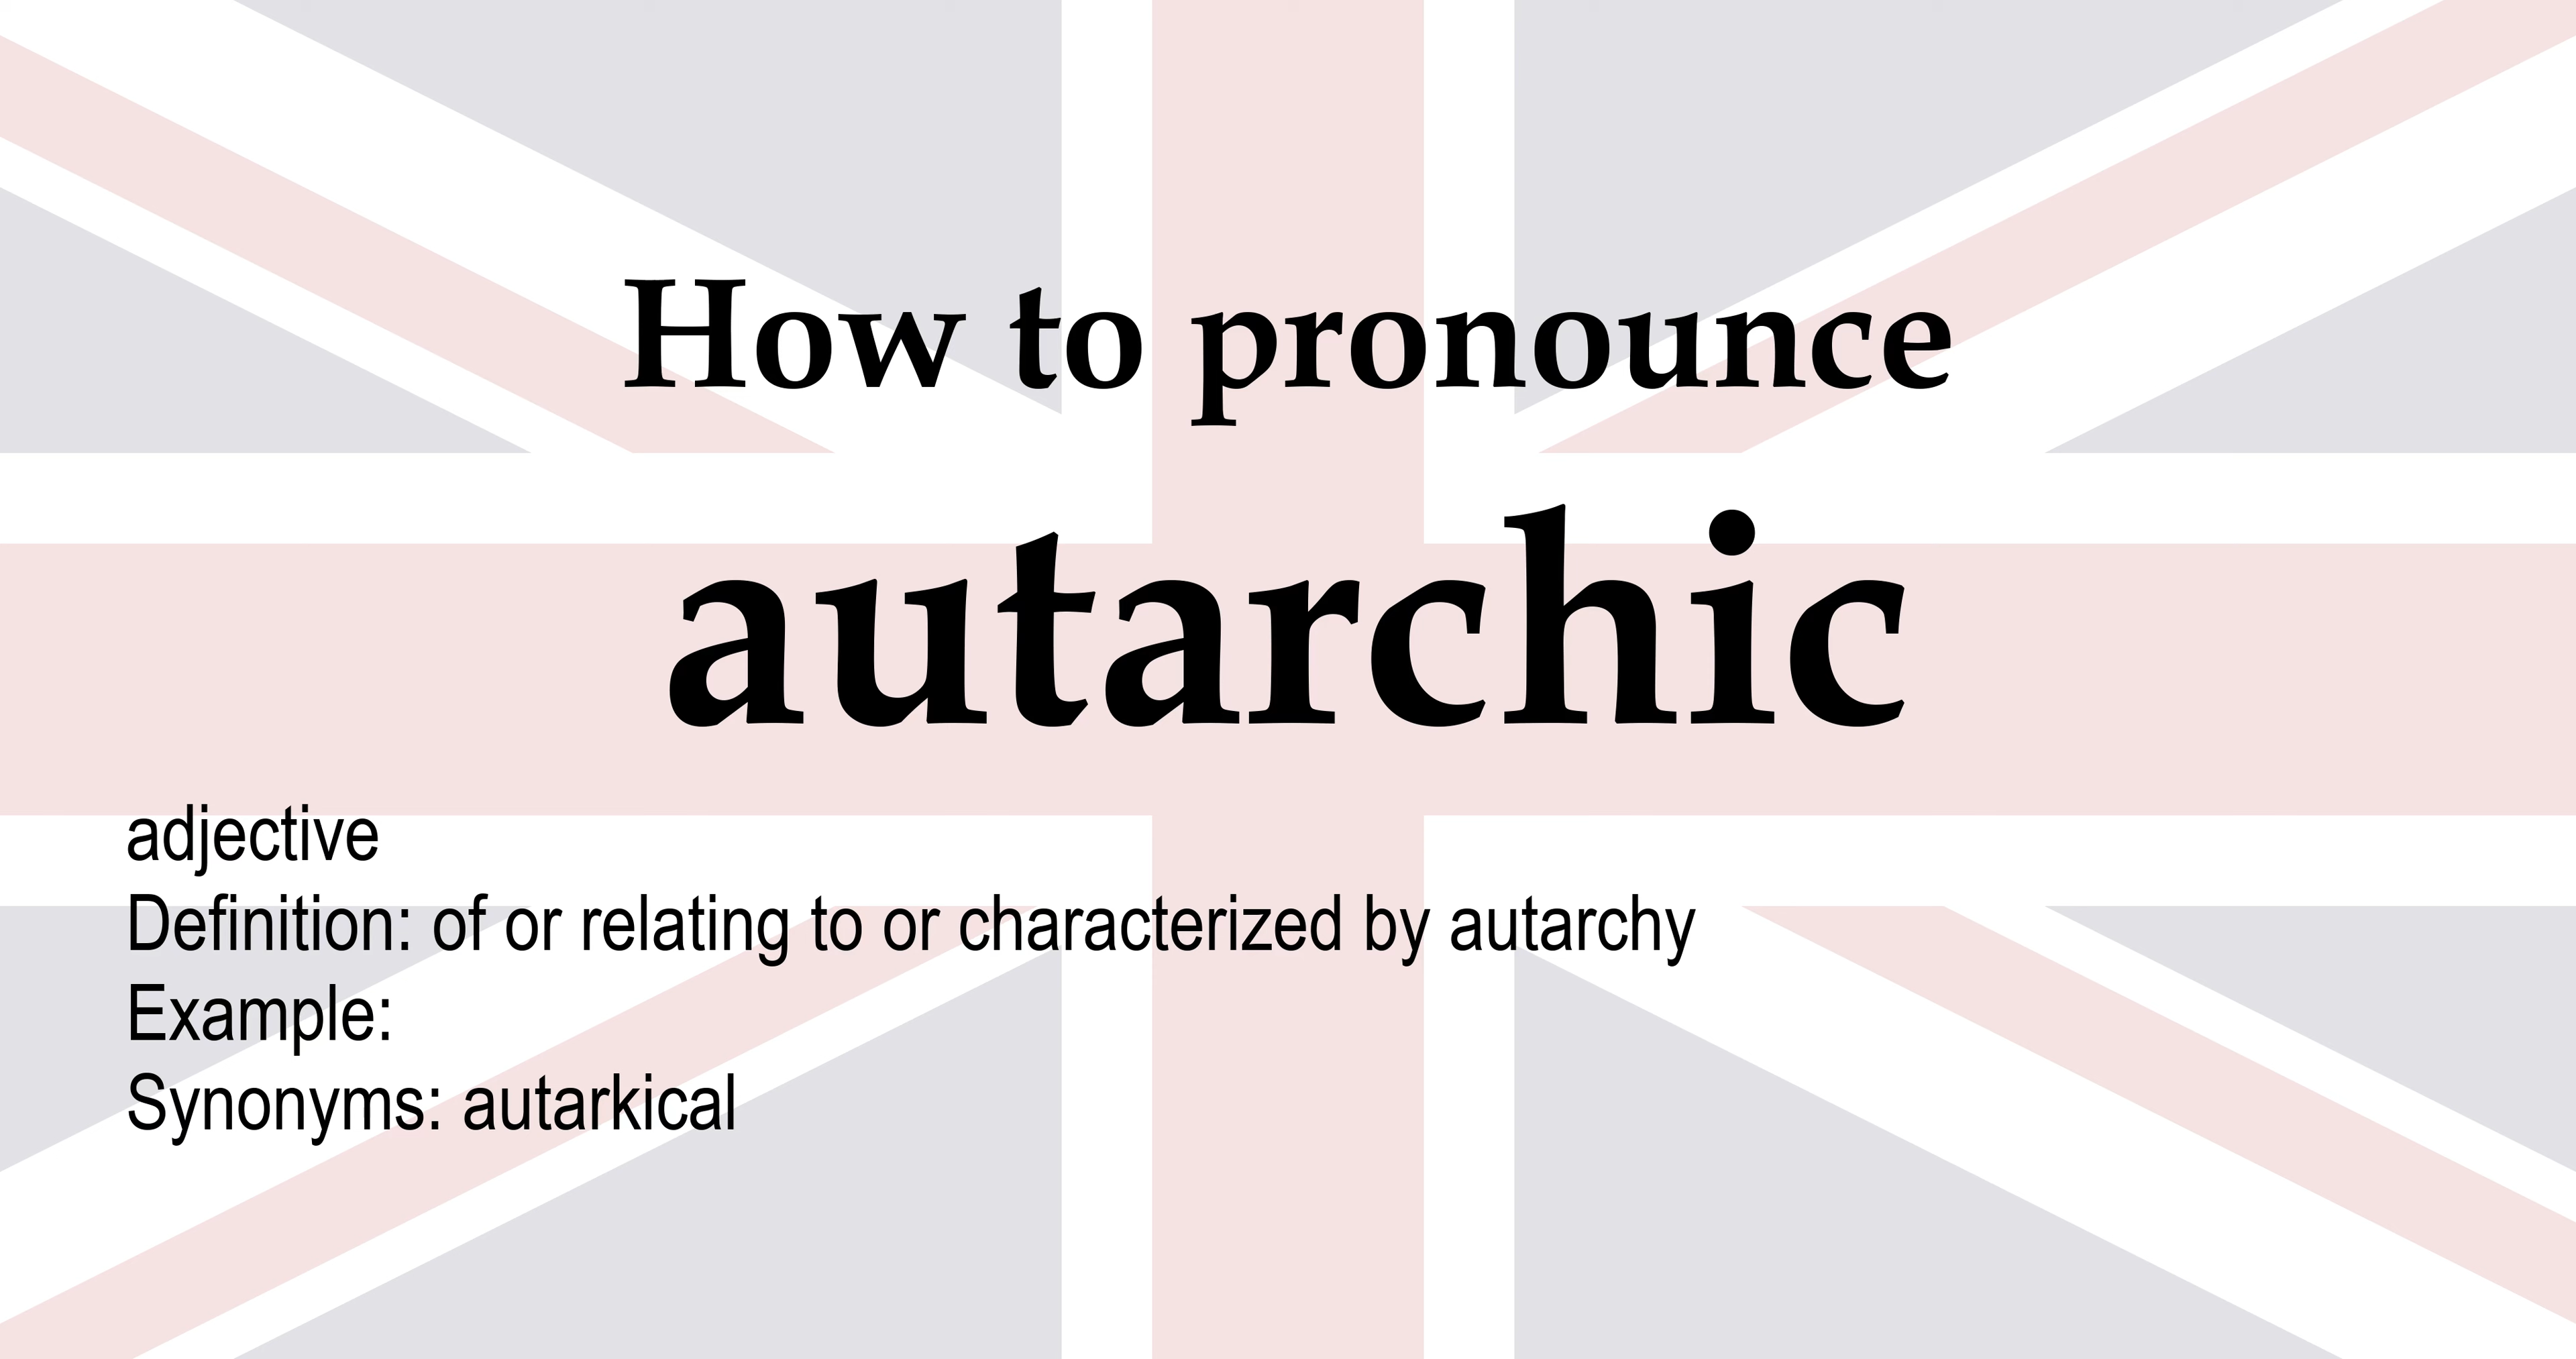 How to pronounce
autarchic
adjective
Definition: of or relating to or characterized by autarchy
Example:
Synonyms: autarkical